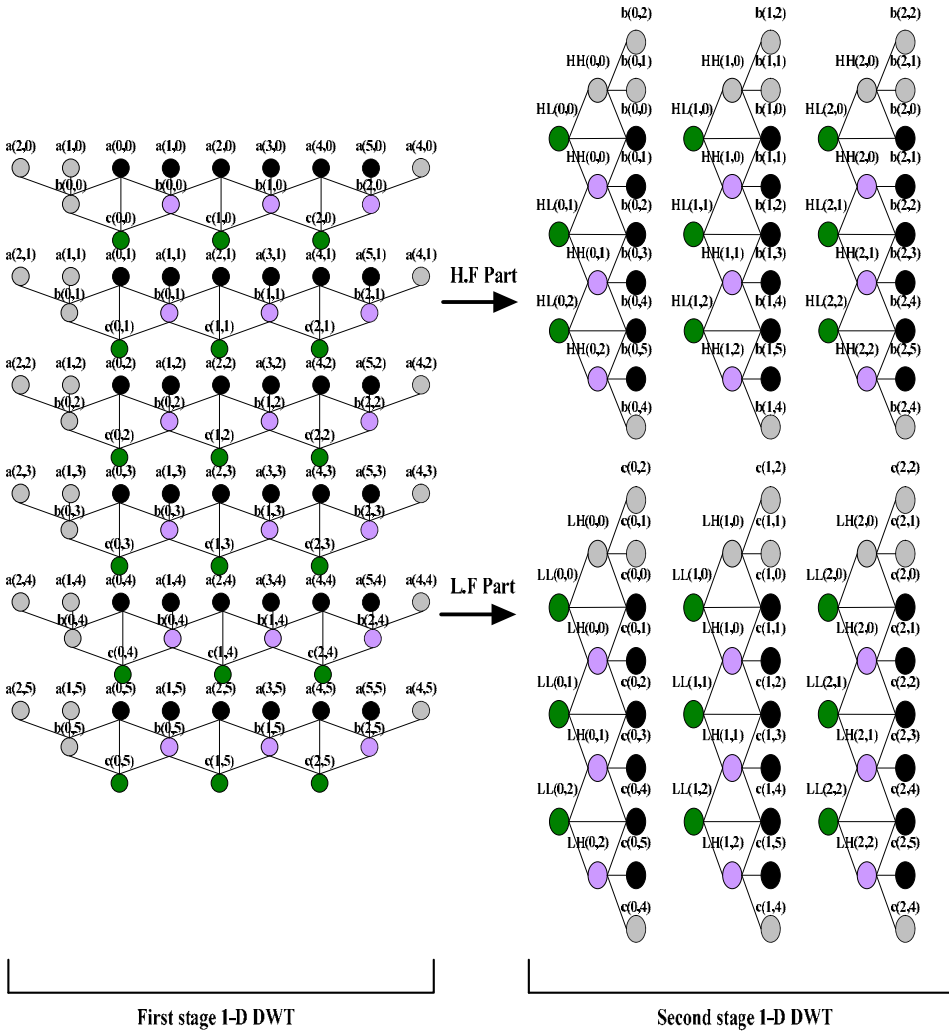 a(2,0) a(1,0) a(0,0) a(1,0) a(2,0) a(3,0) a(4,0) a(5,0) a(4,0)
b(0,0) b(0,0) b(1,0) b(2,0)
c(0,0) c(1,0) c(2,0)
a(2,1) a(1,1) a(0,1) a(1,1) a(2,1) a(3,1) a(4,1) a(5,1) a(4,1)
b(0,1) b(0,1) b(1,1) b(2,1)
c(0,1) c(1,1) c(2,1)
a(2,2) a(1,2) a(0,2) a(1,2) a(2,2) a(3,2) a(4,2) a(5,2) a(4,2)
b(0,2) b(0,2) b(1,2) b(2,2)
c(0,2) c(1,2) c(2,2)
a(2,3) a(1,3) a(0,3) a(1,3) a(2,3) a(3,3) a(4,3) a(5,3) a(4,3)
b(0,3) b(0,3) b(1,3) b(2,3)
c(0,3) c(1,3) c(2,3)
a(2,4) a(1,4) a(0,4) a(1,4) a(2,4) a(3,4) a(4,4) a(5,4) a(4,4)
b(0,4) b(0,4) b(1,4) b(2,4)
c(0,4) c(1,4) c(2,4)
a(2,5) a(1,5) a(0,5) a(1,5) a(2,5) a(3,5) a(4,5) a(5,5) a(4,5)
b(0,5) b(0,5) b(1,5) b(2,5)
c(0,5) c(1,5) c(2,5)
First stage 1-D DWT
H.F Part
L.F Part
b(0,2) b(1,2) b(2,2)
HH(0,0) b(0,1) HH(1,0) b(1,1) HH(2,0) b(2,1)
HL(0,0) b(0,0) HL(1,0) b(1,0) HL(2,0) b(2,0)
HH(0,0) b(0,1) HH(1,0) b(1,1) HH(2,0) b(2,1)
HL(0,1) b(0,2) HL(1,1) b(1,2) HL(2,1) b(2,2)
HH(0,1) b(0,3) HH(1,1) b(1,3) HH(2,1) b(2,3)
HL(0,2) b(0,4) HL(1,2) b(1,4) HL(2,2) b(2,4)
HH(0,2) b(0,5) HH(1,2) b(1,5) HH(2,2) b(2,5)
b(0,4) b(1,4) b(2,4)
c(0,2) c(1,2) c(2,2)
LH(0,0) c(0,1) LH(1,0) c(1,1) LH(2,0) c(2,1)
LL(0,0) c(0,0) LL(1,0) c(1,0) LL(2,0) c(2,0)
LH(0,0) c(0,1) LH(1,0) c(1,1) LH(2,0) c(2,1)
LL(0,1) c(0,2) LL(1,1) c(1,2) LL(2,1) c(2,2)
LH(0,1) c(0,3) LH(1,1) c(1,3) LH(2,1) c(2,3)
LL(0,2) c(0,4) LL(1,2) c(1,4) LL(2,2) c(2,4)
LH(0,2) c(0,5) LH(1,2) c(1,5) LH(2,2) c(2,5)
c(0,4) c(1,4) c(2,4)
Second stage 1-D DWT